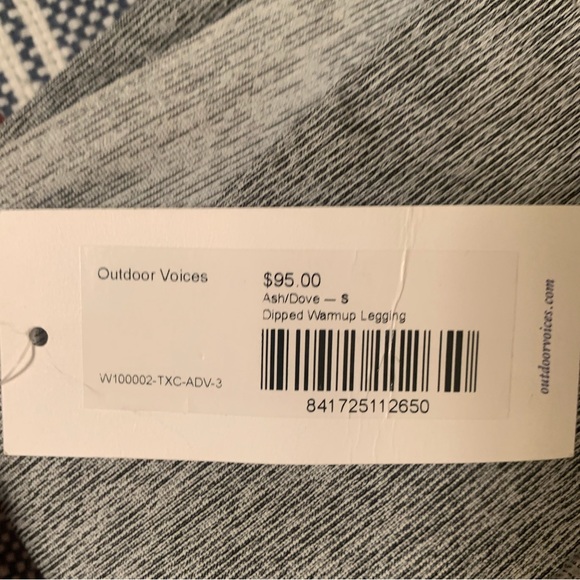 Outdoor Voices
$95.00
Ash/Dove — S
Dipped Warmup Legging
W100002-TXC-ADV-3
841725112650
outdoorvoices.com